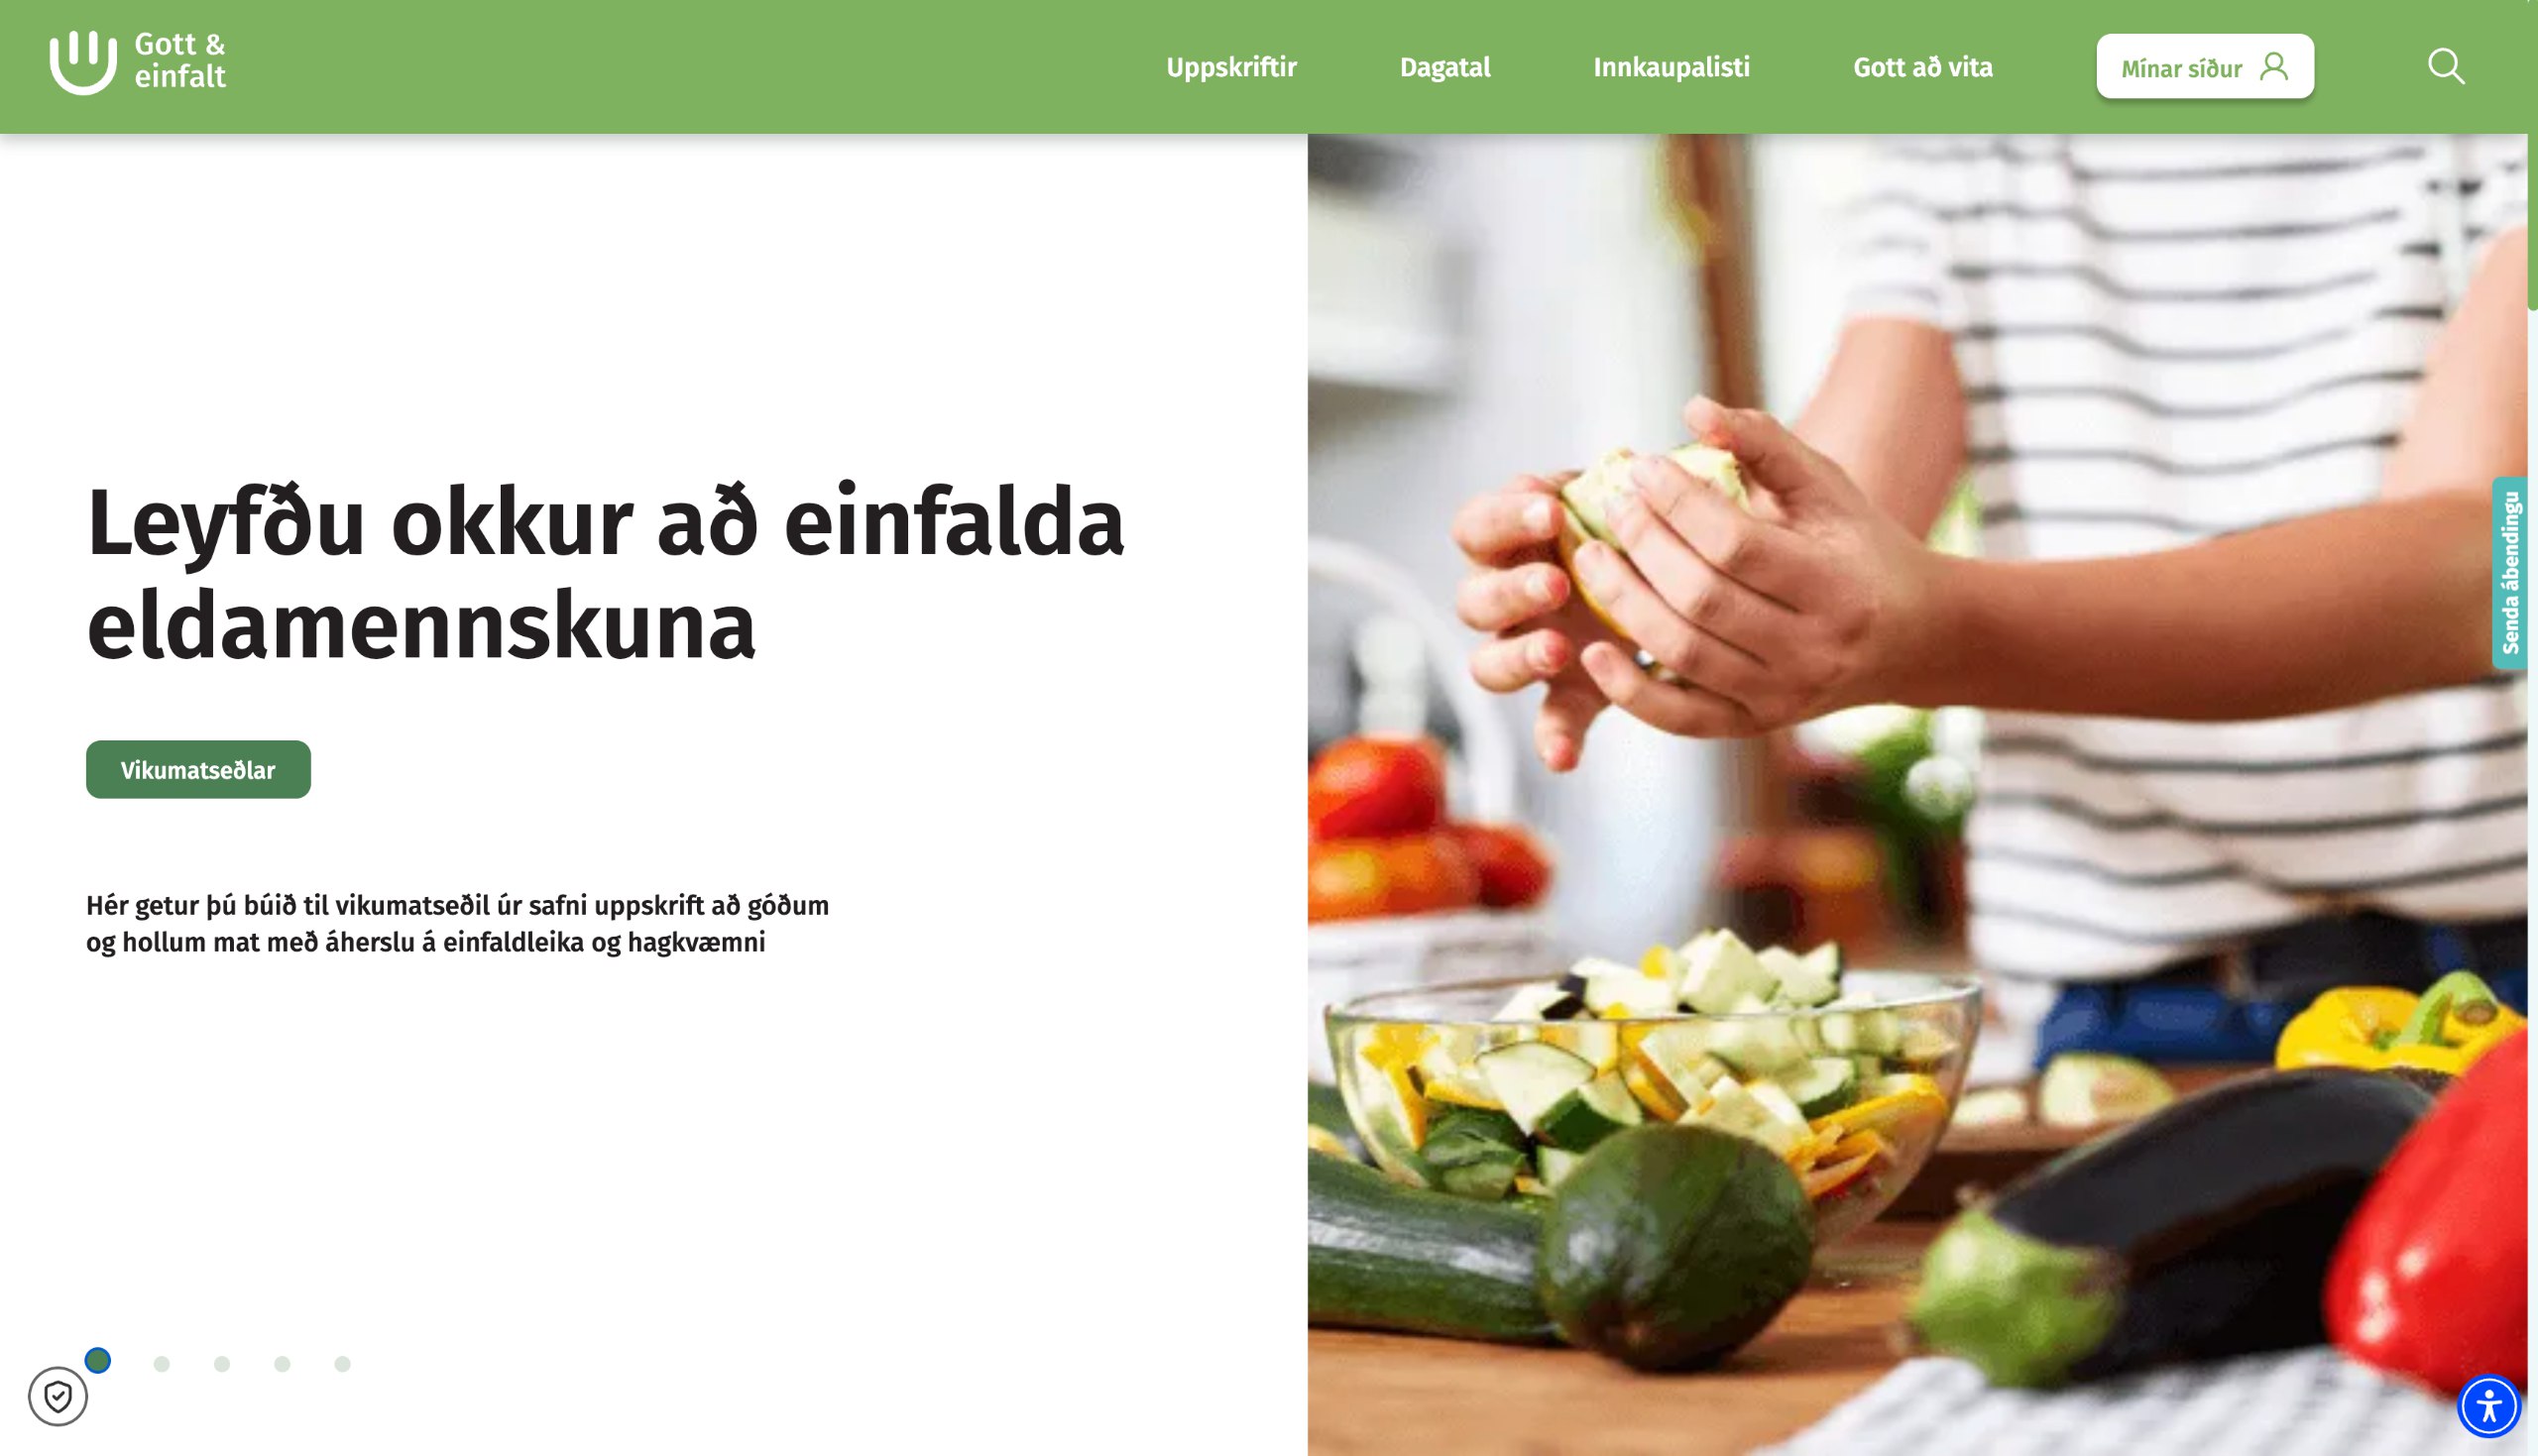 Gott &
einfalt
Uppskriftir
Dagatal
Innkaupalisti
Gott að vita
Mínar síður
Leyfðu okkur að einfalda
eldamennskuna
Vikumatseðlar
Hér getur þú búið til vikumatseðil úr safni uppskrift að góðum
og hollum mat með áherslu á einfaldleika og hagkvæmni
Senda ábendingu